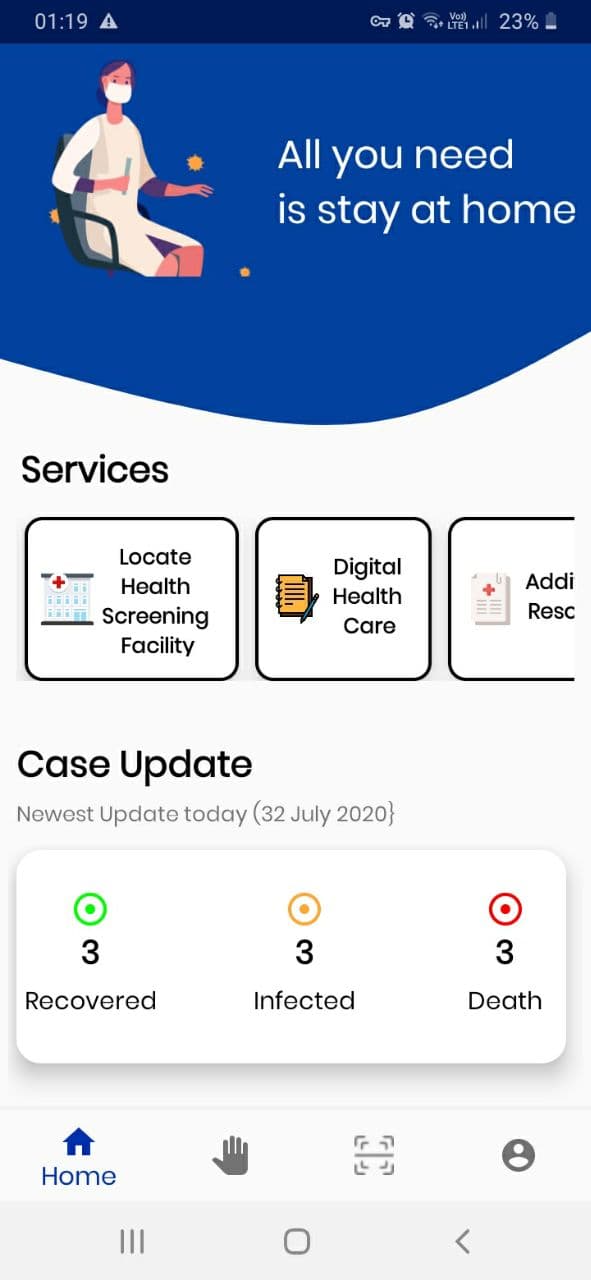 01:19
Vo))
LTE1
23%
All you need
is stay at home
Services
Locate
Health
Screening
Facility
Digital
Health
Care
Addi
Resc
Case Update
Newest Update today (32 July 2020}
3
3
3
Recovered
Infected
Death
Home